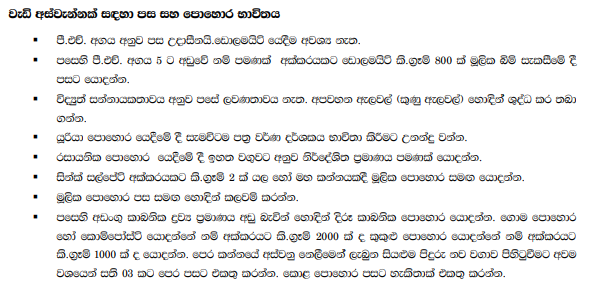 වැඩි අස්වැන්නක් සඳහා පස සහ පොහොර භාවිතය
▪ පී.එච්. අගය අනුව පස උදාසීනයි.ඩොලමයිට් යෙදීම අවශ්‍ය නැත.
▪ පසෙහි පී.එච්. අගය 5 ට අඩුවේ නම් පමණක් අක්කරයකට ඩොලමයිට් කි.ග්‍රෑම් 800 ක් මූලික බිම් සැකසීමේ දී
පසට යොදන්න.
▪ විද්‍යුත් සන්නායකතාවය අනුව පසේ ලවණතාවය නැත. අපවහන ඇලවල් (කුණු ඇලවල්) හොඳින් ශුද්ධ කර තබා
ගන්න.
▪ යූරියා පොහොර යෙදීමේ දී සැමවිටම පත්‍ර වර්ණ දර්ශකය භාවිතා කිරීමට උනන්දු වන්න.
▪ රසායනික පොහොර යෙදීමේ දී ඉහත වගුවට අනුව නිර්දේශිත ප්‍රමාණය පමණක් යොදන්න.
▪ සින්ක් සල්පේට් අක්කරයකට කි.ග්‍රෑම් 2 ක් යල හෝ මහ කන්නයකදී මූලික පොහොර සමඟ යොදන්න.
▪ මූලික පොහොර පස සමඟ හොඳින් කලවම් කරන්න.
▪ පසෙහි අඩංගු කාබනික ද්‍රව්‍ය ප්‍රමාණය අඩු බැවින් හොඳින් දිරූ කාබනික පොහොර යොදන්න. ගොම පොහොර
හෝ කොම්පෝස්ට් යොදන්නේ නම් අක්කරයට කි.ග්‍රෑම් 2000 ක් ද කුකුළු පොහොර යොදන්නේ නම් අක්කරයට
කි.ග්‍රෑම් 1000 ක් ද යොදන්න. පෙර කන්නයේ අස්වනු නෙලීමෙන් ලැබුන සියළුම පිදුරු නව වගාව පිහිටුවීමට අවම
වශයෙන් සති 03 කට පෙර පසට එකතු කරන්න. කොළ පොහොර පසට හැකිතාක් එකතු කරන්න.